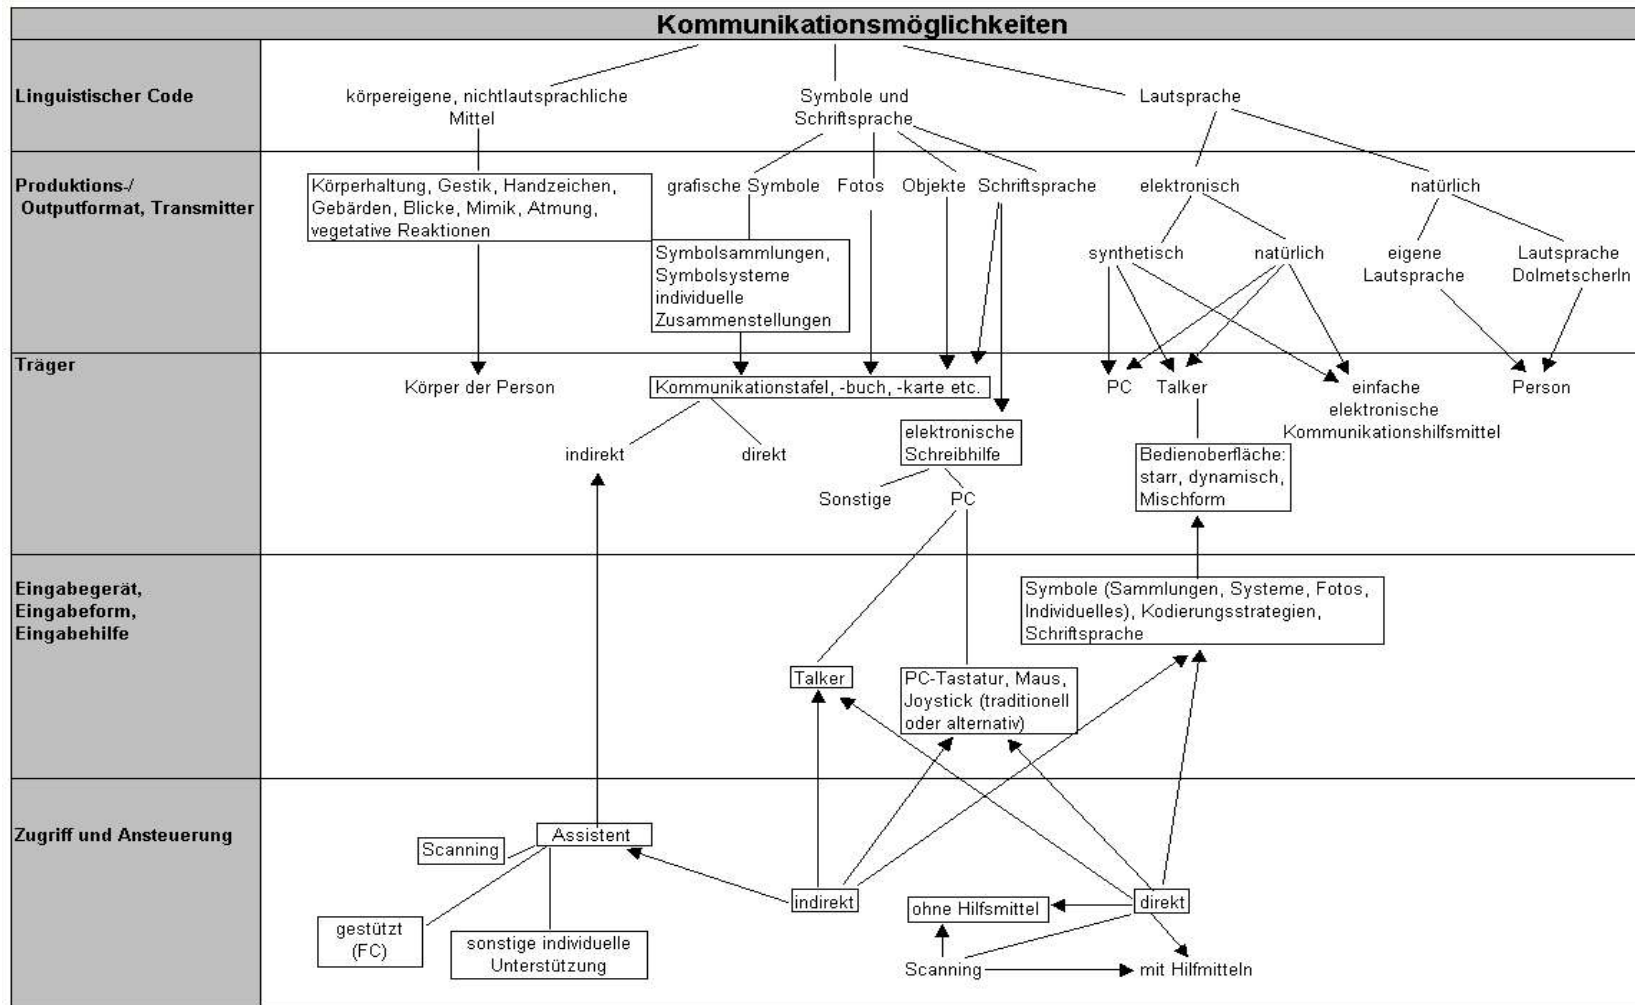 Kommunikationsmöglichkeiten
Linguistischer Code
körpereigene, nichtlautsprachliche
Mittel
Symbole und
Schriftsprache
Lautsprache
Produktions-/
Outputformat, Transmitter
Körperhaltung, Gestik, Handzeichen,
Gebärden, Blicke, Mimik, Atmung,
vegetative Reaktionen
grafische Symbole
Fotos
Objekte
Schriftsprache
elektronisch
natürlich
Symbolsammlungen,
Symbolsysteme
individuelle
Zusammenstellungen
synthetisch
natürlich
eigene
Lautsprache
Lautsprache
DolmetscherIn
Träger
Körper der Person
Kommunikationstafel, -buch, -karte etc.
PC
Talker
einfache
elektronische
Kommunikationshilfsmittel
Person
indirekt
direkt
elektronische
Schreibhilfe
Bedienoberfläche:
starr, dynamisch,
Mischform
Sonstige
PC
Eingabegerät,
Eingabeform,
Eingabehilfe
Symbole (Sammlungen, Systeme, Fotos,
Individuelles), Kodierungsstrategien,
Schriftsprache
Talker
PC-Tastatur, Maus,
Joystick (traditionell
oder alternativ)
Zugriff und Ansteuerung
Assistent
Scanning
indirekt
ohne Hilfsmittel
direkt
gestützt
(FC)
sonstige individuelle
Unterstützung
Scanning
mit Hilfmitteln